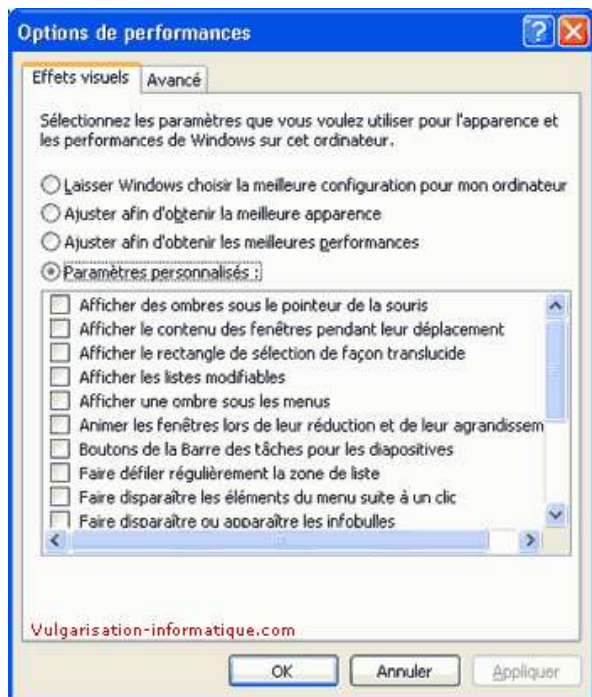 Options de performances
Effets visuels
Avancé
Sélectionnez les paramètres que vous voulez utiliser pour l'apparence et
les performances de Windows sur cet ordinateur.
Laisser Windows choisir la meilleure configuration pour mon ordinateur
Ajuster afin d'obtenir la meilleure apparence
Ajuster afin d'obtenir les meilleures performances
Paramètres personnalisés :
Afficher des ombres sous le pointeur de la souris
Afficher le contenu des fenêtres pendant leur déplacement
Afficher le rectangle de sélection de façon translucide
Afficher les listes modifiables
Afficher une ombre sous les menus
Animer les fenêtres lors de leur réduction et de leur agrandissem
Boutons de la Barre des tâches pour les diapositives
Faire défiler régulièrement la zone de liste
Faire disparaître les éléments du menu suite à un clic
Faire disparaître ou apparaître les infobulles
Vulgarisation-informatique.com
OK
Annuler
Appliquer